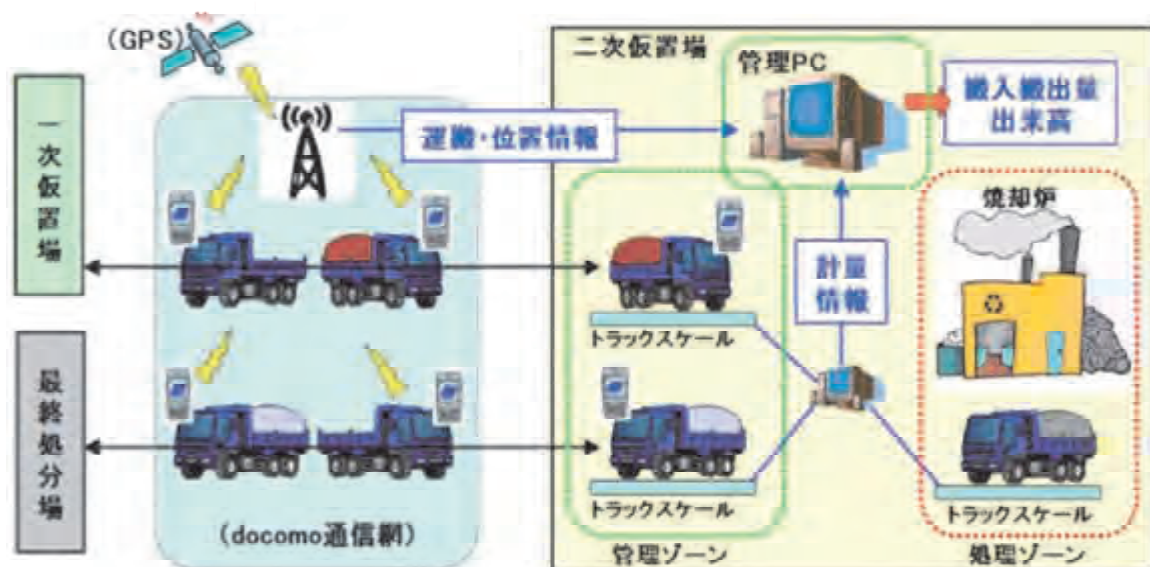 (GPS)
一次仮置場
最終処分場
運搬・位置情報
(docomo通信網)
二次仮置場
管理PC
搬入搬出量
出来高
計量
情報
焼却炉
トラックスケール
トラックスケール
トラックスケール
管理ゾーン
処理ゾーン